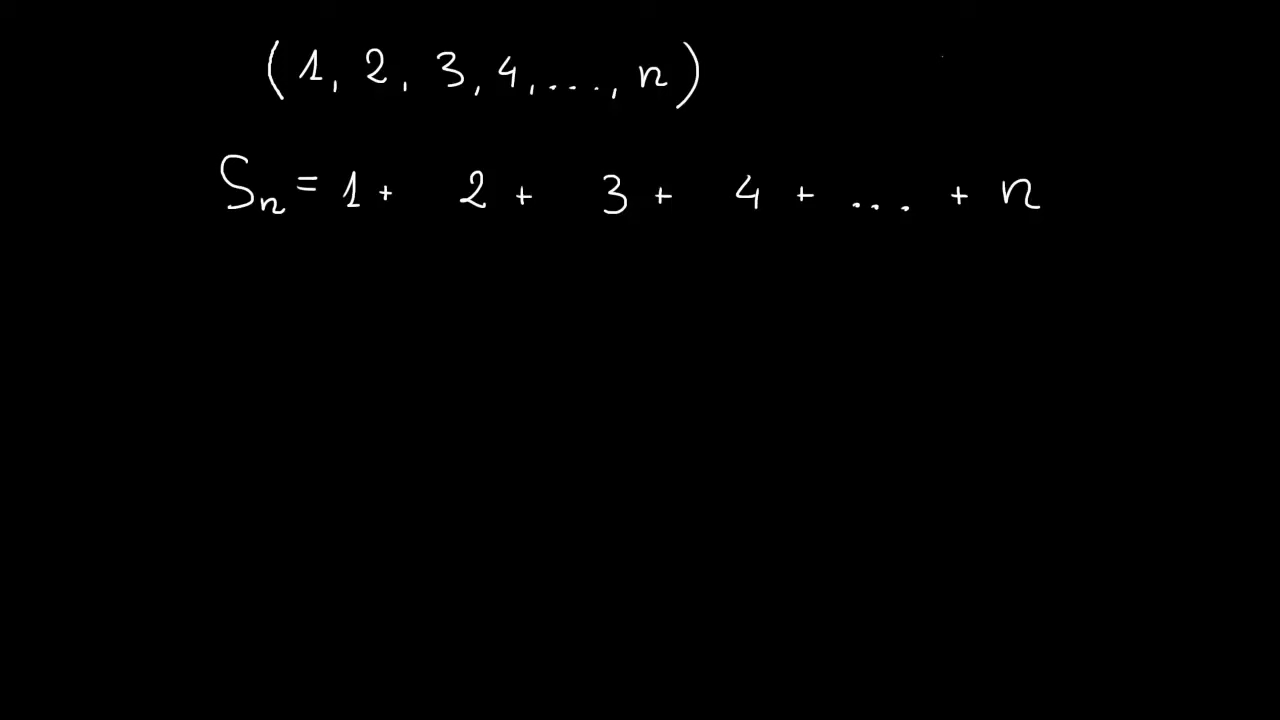 (1, 2, 3, 4, ..., n)
Sn = 1 + 2 + 3 + 4 + ... + n